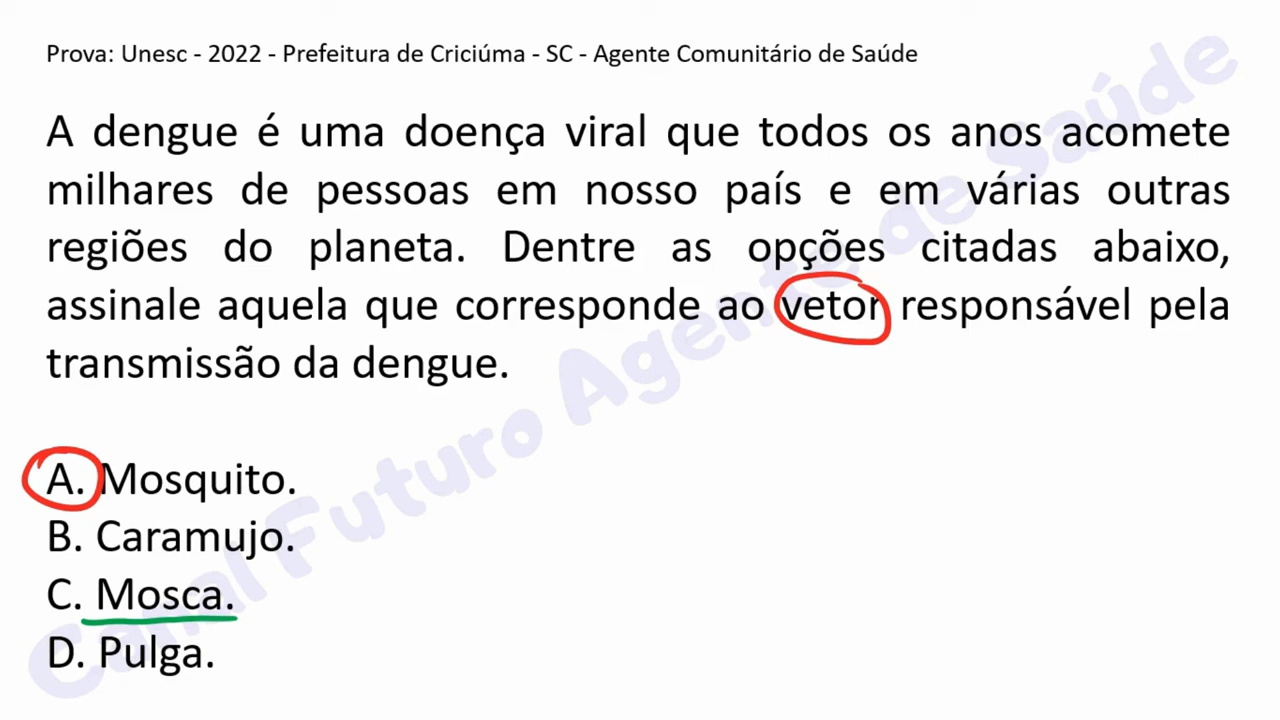 Prova: Unesc - 2022 - Prefeitura de Criciúma - SC - Agente Comunitário de Saúde
A dengue é uma doença viral que todos os anos acomete
milhares de pessoas em nosso país e em várias outras
regiões do planeta. Dentre as opções citadas abaixo,
assinale aquela que corresponde ao vetor responsável pela
transmissão da dengue.
A. Mosquito.
B. Caramujo.
C. Mosca.
D. Pulga.
Canal Futuro Agente de Saúde